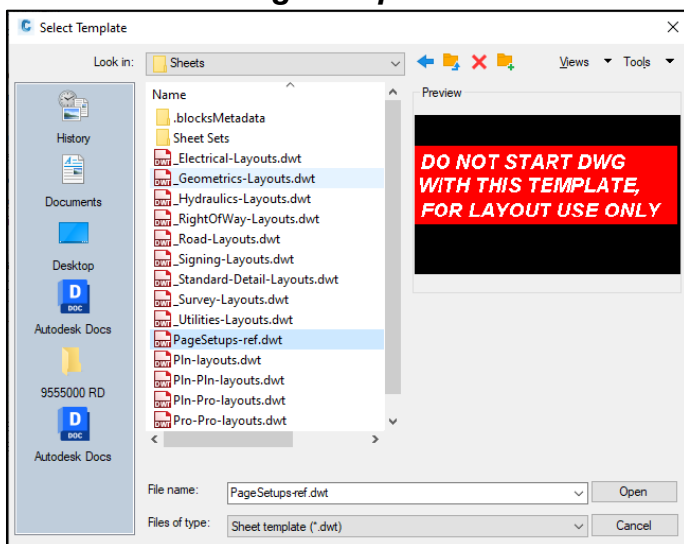 Select Template
Look in:
Sheets
Views
Tools
History
Documents
Desktop
D
DOC
Autodesk Docs
9555000 RD
D
DOC
Autodesk Docs
Name
.blocksMetadata
Sheet Sets
_Electrical-Layouts.dwt
_Geometrics-Layouts.dwt
_Hydraulics-Layouts.dwt
_RightOfWay-Layouts.dwt
_Road-Layouts.dwt
_Signing-Layouts.dwt
_Standard-Detail-Layouts.dwt
_Survey-Layouts.dwt
_Utilities-Layouts.dwt
PageSetups-ref.dwt
Pln-layouts.dwt
Pln-Pln-layouts.dwt
Pln-Pro-layouts.dwt
Pro-Pro-layouts.dwt
Preview
DO NOT START DWG
WITH THIS TEMPLATE,
FOR LAYOUT USE ONLY
File name:
PageSetups-ref.dwt
Open
Files of type:
Sheet template (*.dwt)
Cancel